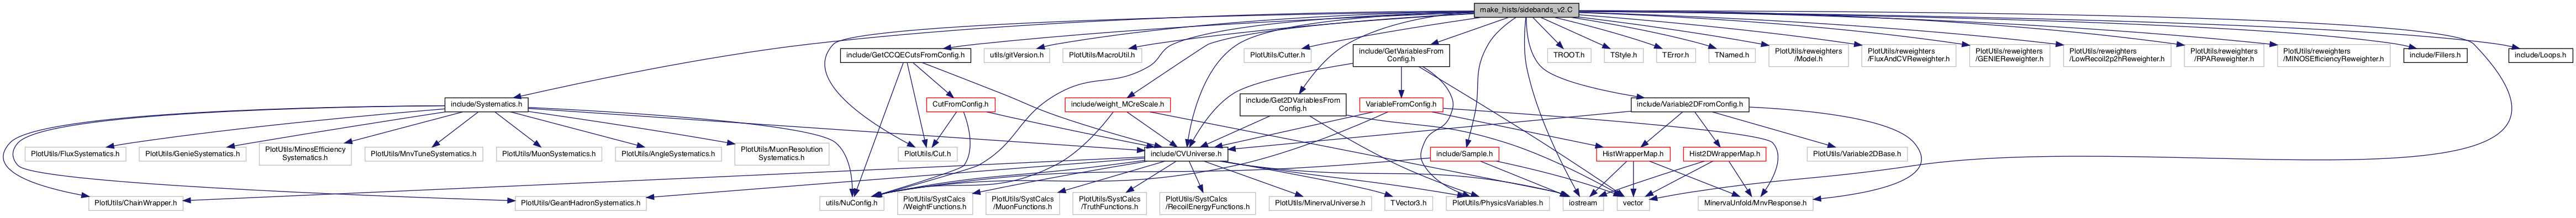 make_hists/sidebands_v2.C
include/GetCCQECutsFromConfig.h
utils/gitVersion.h
PlotUtils/MacroUtil.h
PlotUtils/Cutter.h
include/GetVariablesFrom
Config.h
TROOT.h
TStyle.h
TError.h
TNamed.h
PlotUtils/reweighters
/Model.h
PlotUtils/reweighters
/FluxAndCVReweighter.h
PlotUtils/reweighters
/GENIEReweighter.h
PlotUtils/reweighters
/LowRecoil2p2hReweighter.h
PlotUtils/reweighters
/RPAReweighter.h
PlotUtils/reweighters
/MINOSEfficiencyReweighter.h
include/Fillers.h
include/Loops.h
include/Systematics.h
CutFromConfig.h
include/weight_MCreScale.h
include/Get2DVariablesFrom
Config.h
VariableFromConfig.h
include/Variable2DFromConfig.h
PlotUtils/FluxSystematics.h
PlotUtils/GenieSystematics.h
PlotUtils/MinosEfficiency
Systematics.h
PlotUtils/MnvTuneSystematics.h
PlotUtils/MuonSystematics.h
PlotUtils/AngleSystematics.h
PlotUtils/MuonResolution
Systematics.h
PlotUtils/Cut.h
include/CVUniverse.h
include/Sample.h
HistWrapperMap.h
Hist2DWrapperMap.h
PlotUtils/Variable2DBase.h
PlotUtils/ChainWrapper.h
PlotUtils/GeantHadronSystematics.h
utils/NuConfig.h
PlotUtils/SystCalcs
/WeightFunctions.h
PlotUtils/SystCalcs
/MuonFunctions.h
PlotUtils/SystCalcs
/TruthFunctions.h
PlotUtils/SystCalcs
/RecoilEnergyFunctions.h
PlotUtils/MinervaUniverse.h
TVector3.h
PlotUtils/PhysicsVariables.h
iostream
vector
MinervaUnfold/MnvResponse.h